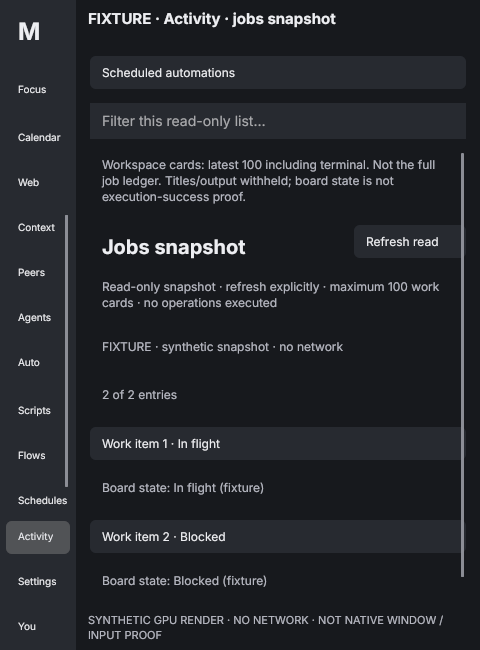 M
Focus
Calendar
Web
Context
Peers
Agents
Auto
Scripts
Flows
Schedules
Activity
Settings
You
FIXTURE · Activity · jobs snapshot
Scheduled automations
Filter this read-only list...
Workspace cards: latest 100 including terminal. Not the full
job ledger. Titles/output withheld; board state is not
execution-success proof.
Jobs snapshot
Refresh read
Read-only snapshot · refresh explicitly · maximum 100 work
cards · no operations executed
FIXTURE · synthetic snapshot · no network
2 of 2 entries
Work item 1 · In flight
Board state: In flight (fixture)
Work item 2 · Blocked
Board state: Blocked (fixture)
SYNTHETIC GPU RENDER · NO NETWORK · NOT NATIVE WINDOW /
INPUT PROOF